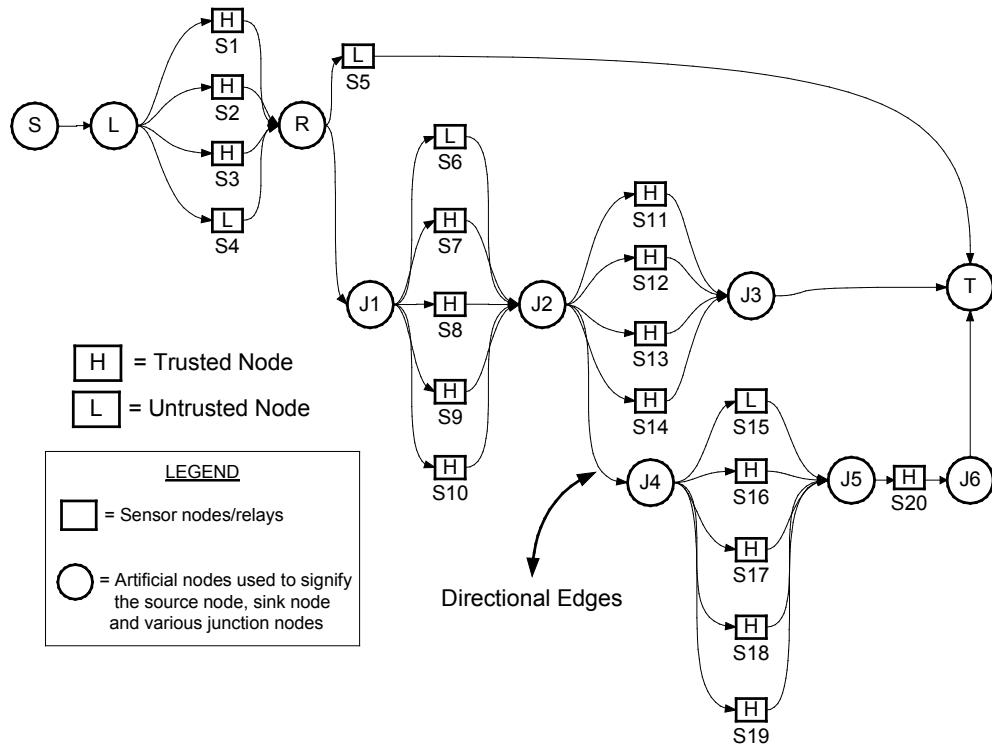 H
S1
H
S2
H
S3
L
S4
S
L
R
L
S5
L
S6
H
S7
H
S8
H
S9
H
S10
J1
J2
H
S11
H
S12
H
S13
H
S14
J3
T
J4
L
S15
H
S16
H
S17
H
S18
H
S19
J5
H
S20
J6
H = Trusted Node
L = Untrusted Node
LEGEND
= Sensor nodes/relays
= Artificial nodes used to signify
the source node, sink node
and various junction nodes
Directional Edges